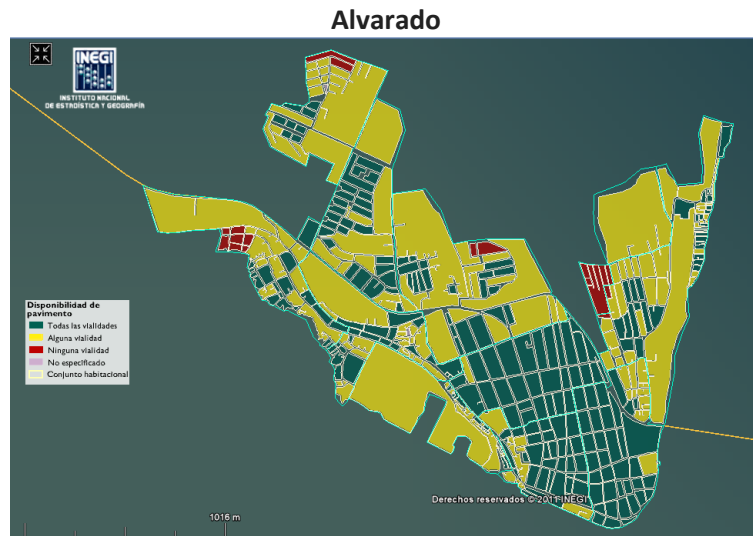 Alvarado
INEGI
INSTITUTO NACIONAL
DE ESTADÍSTICA Y GEOGRAFÍA
Disponibilidad de
pavimento
Todas las vialidades
Alguna vialidad
Ninguna vialidad
No especificado
Conjunto habitacional
Derechos reservados © 2011 INEGI
1016 m